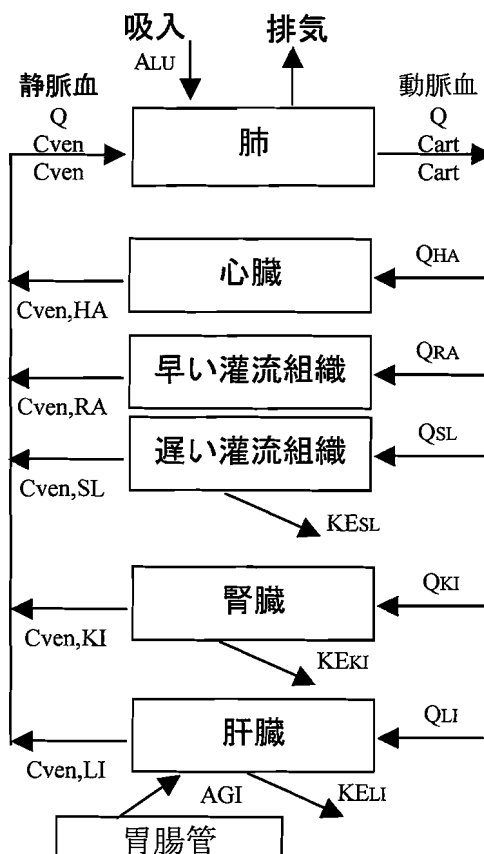 吸入
排気
ALU
静脈血
Q
Cven
Cven
肺
動脈血
Q
Cart
Cart
心臓
QHA
Cven,HA
早い灌流組織
QRA
Cven,RA
遅い灌流組織
QSL
Cven,SL
KESL
腎臓
QKI
Cven,KI
KEKI
肝臓
QLI
Cven,LI
AGI
KELI
胃腸管